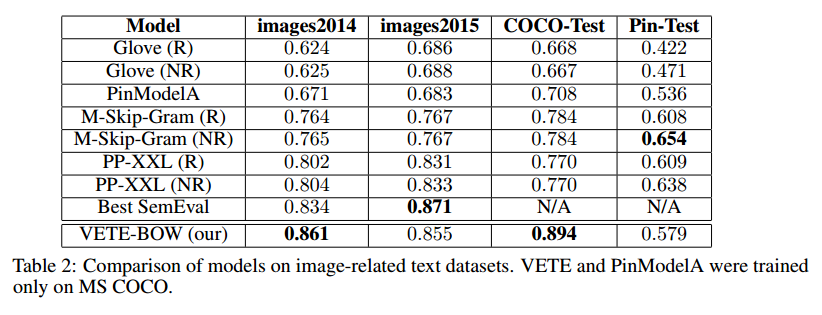 Model images2014 images2015 COCO-Test Pin-Test
Glove (R) 0.624 0.686 0.668 0.422
Glove (NR) 0.625 0.688 0.667 0.471
PinModelA 0.671 0.683 0.708 0.536
M-Skip-Gram (R) 0.764 0.767 0.784 0.608
M-Skip-Gram (NR) 0.765 0.767 0.784 0.654
PP-XXL (R) 0.802 0.831 0.770 0.609
PP-XXL (NR) 0.804 0.833 0.770 0.638
Best SemEval 0.834 0.871 N/A N/A
VETE-BOW (our) 0.861 0.855 0.894 0.579
Table 2: Comparison of models on image-related text datasets. VETE and PinModelA were trained
only on MS COCO.